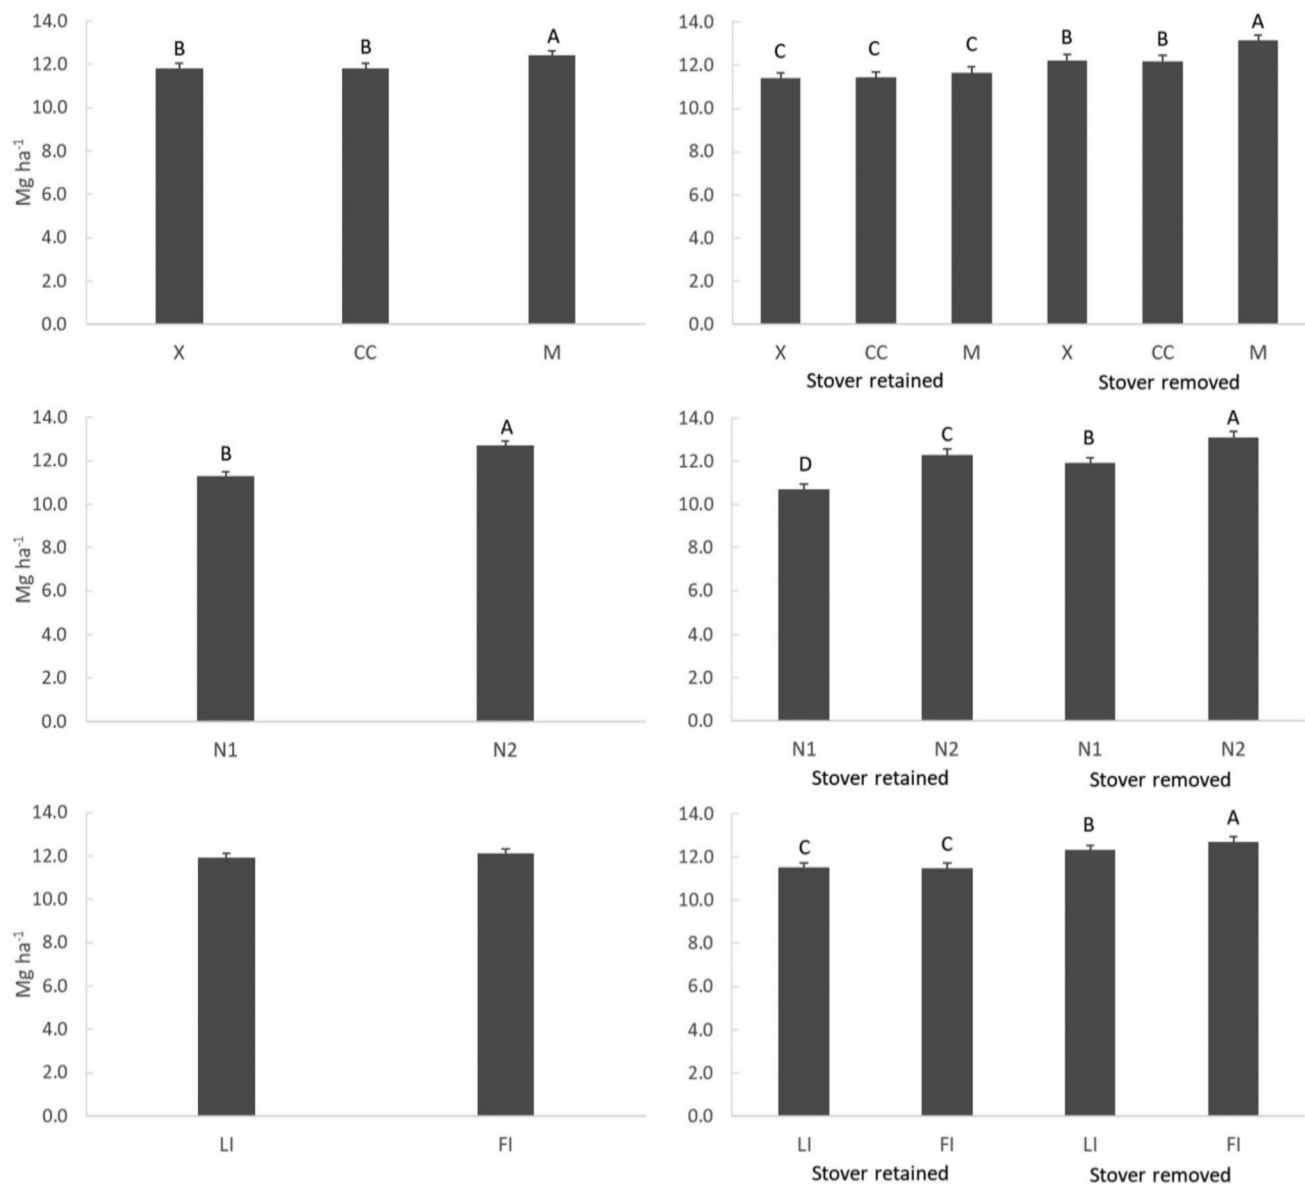 14.0
12.0
10.0
8.0
6.0
4.0
2.0
0.0
Mg ha-1
B
B
A
X
CC
M
14.0
12.0
10.0
8.0
6.0
4.0
2.0
0.0
C
C
C
B
B
A
X
CC
M
X
CC
M
Stover retained
Stover removed
14.0
12.0
10.0
8.0
6.0
4.0
2.0
0.0
Mg ha-1
B
A
N1
N2
14.0
12.0
10.0
8.0
6.0
4.0
2.0
0.0
D
C
B
A
N1
N2
N1
N2
Stover retained
Stover removed
14.0
12.0
10.0
8.0
6.0
4.0
2.0
0.0
Mg ha-1
LI
FI
14.0
12.0
10.0
8.0
6.0
4.0
2.0
0.0
C
C
B
A
LI
FI
LI
FI
Stover retained
Stover removed